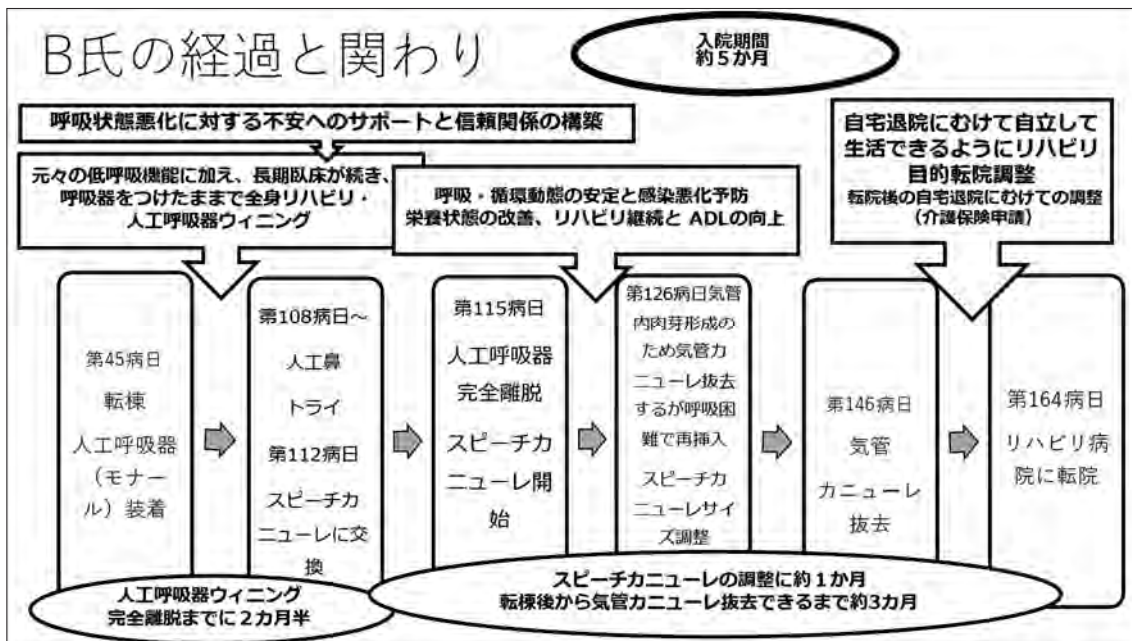 B氏の経過と関わり
入院期間
約５か月
呼吸状態悪化に対する不安へのサポートと信頼関係の構築
元々の低呼吸機能に加え、長期臥床が続き、
呼吸器をつけたままで全身リハビリ・
人工呼吸器ウィニング
呼吸・循環動態の安定と感染悪化予防
栄養状態の改善、リハビリ継続と ADLの向上
自宅退院にむけて自立して
生活できるようにリハビリ
目的転院調整
転院後の自宅退院にむけての調整
（介護保険申請）
第45病日
転棟
人工呼吸器
（モナー
ル）装着
第108病日～
人工鼻
トライ
第112病日
スピーチカ
ニューレに交
換
第115病日
人工呼吸器
完全離脱
スピーチカ
ニューレ開
始
第126病日気管
内肉芽形成の
ため気管カ
ニューレ抜去
するが呼吸困
難で再挿入
スピーチカ
ニューレサイ
ズ調整
第146病日
気管
カニューレ
抜去
第164病日
リハビリ病
院に転院
人工呼吸器ウィニング
完全離脱までに２カ月半
スピーチカニューレの調整に約１か月
転棟後から気管カニューレ抜去できるまで約3カ月